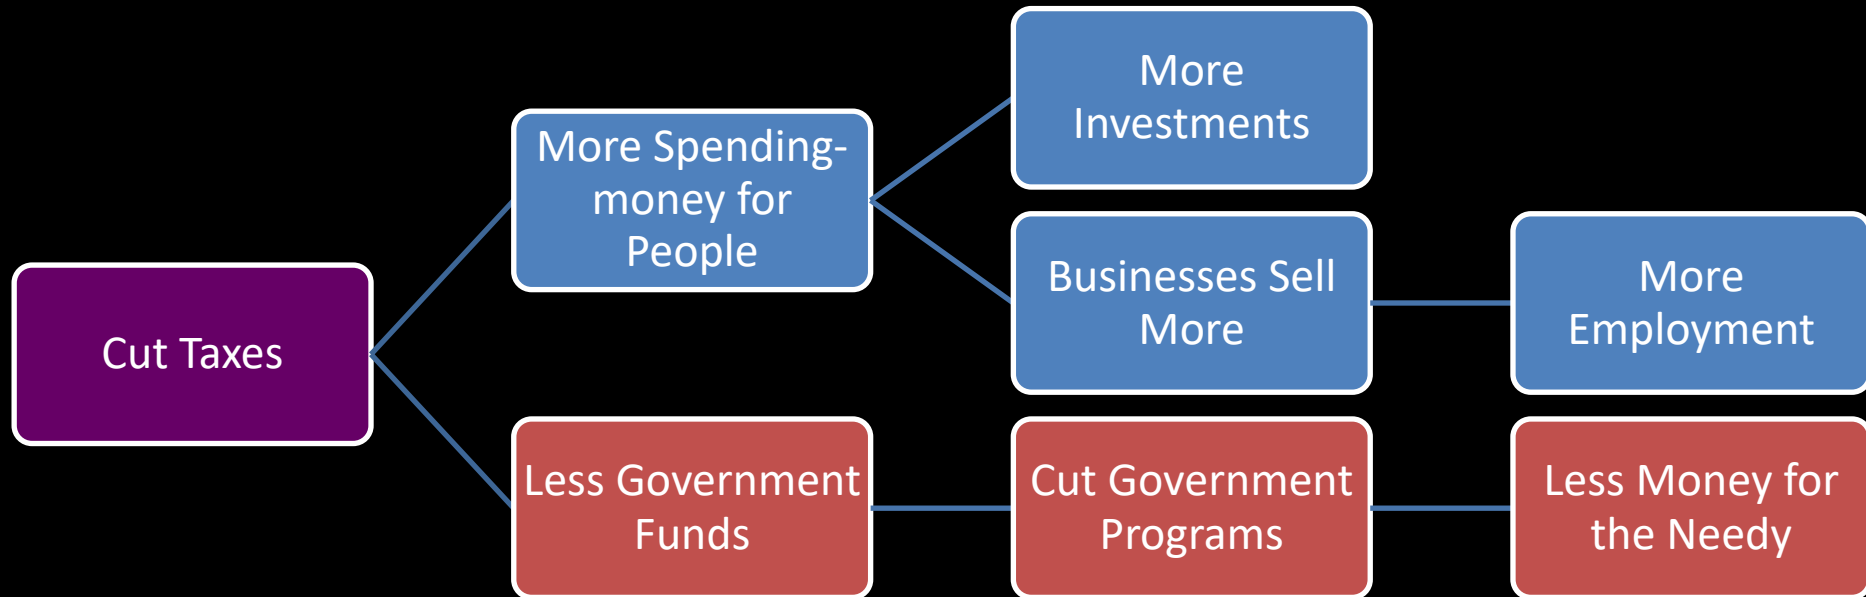 Cut Taxes
More Spending-
money for
People
Less Government
Funds
More
Investments
Businesses Sell
More
Cut Government
Programs
More
Employment
Less Money for
the Needy